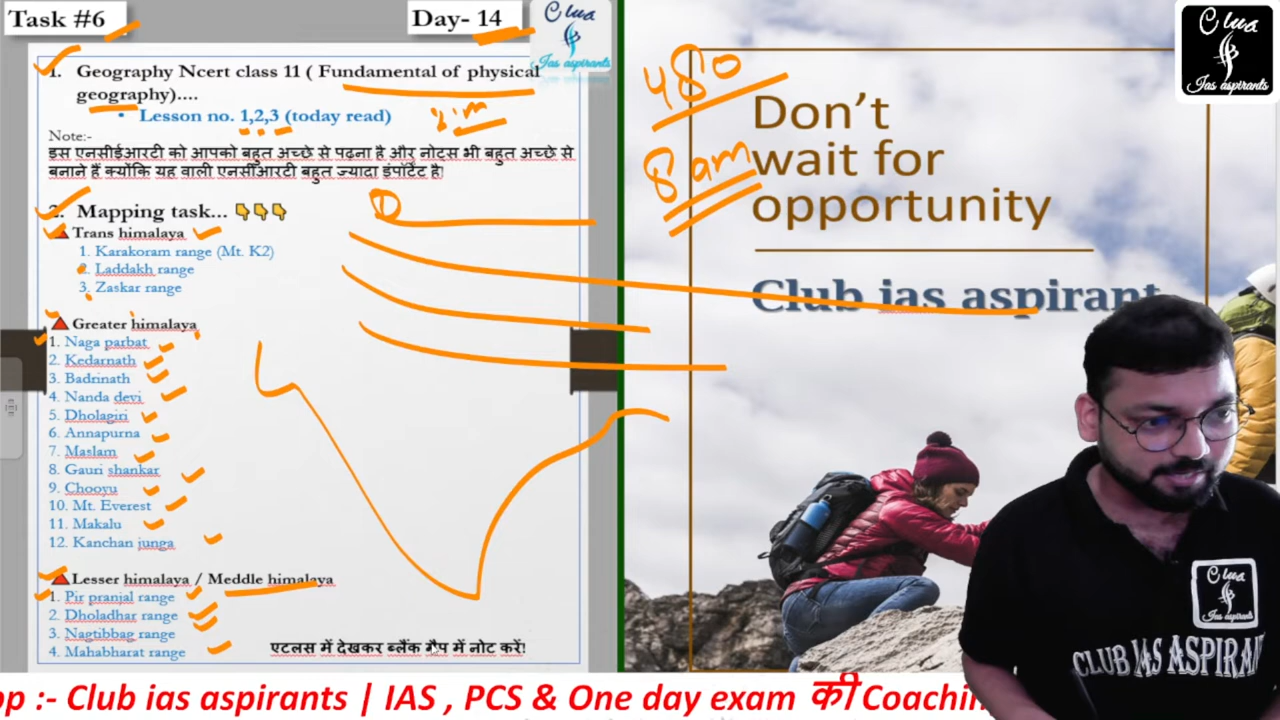 Task #6
Day- 14
Clua
Ias aspirants
1. Geography Ncert class 11 ( Fundamental of physical
geography)....
• Lesson no. 1,2,3 (today read)
Note:-
इस एनसीईआरटी को आपको बहुत अच्छे से पढ़ना है और नोट्स भी बहुत अच्छे से
बनाने हैं क्योंकि यह वाली एनसीआरटी बहुत ज्यादा इंपॉर्टेंट है
2. Mapping task... 👇👇👇
Trans himalaya
1. Karakoram range (Mt. K2)
2. Laddakh range
3. Zaskar range
Greater himalaya
1. Naga parbat
2. Kedarnath
3. Badrinath
4. Nanda devi
5. Dholagiri
6. Annapurna
7. Maslam
8. Gauri shankar
9. Chooyu
10. Mt. Everest
11. Makalu
12. Kanchan junga
Lesser himalaya / Meddle himalaya
1. Pir pranjal range
2. Dholadhar range
3. Nagtibbag range
4. Mahabharat range
एटलस में देखकर ब्लैंक मैप में नोट करें!
480
8 am
①
Don’t
wait for
opportunity
Club ias aspirant
Clua
Ias aspirants
Clua
Ias aspirants
CLUB IAS ASPIRA
pp :- Club ias aspirants | IAS , PCS & One day exam की Coachin